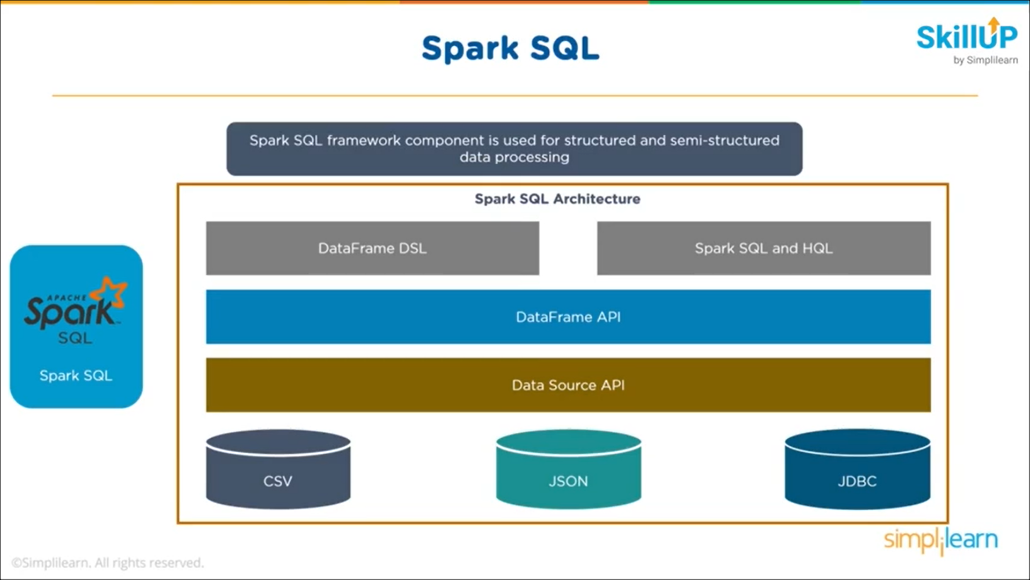 Spark SQL
SkillUP
by Simplilearn
Spark SQL framework component is used for structured and semi-structured
data processing
Spark SQL Architecture
DataFrame DSL
Spark SQL and HQL
APACHE
Spark™
SQL
Spark SQL
DataFrame API
Data Source API
CSV
JSON
JDBC
simplilearn
©Simplilearn. All rights reserved.